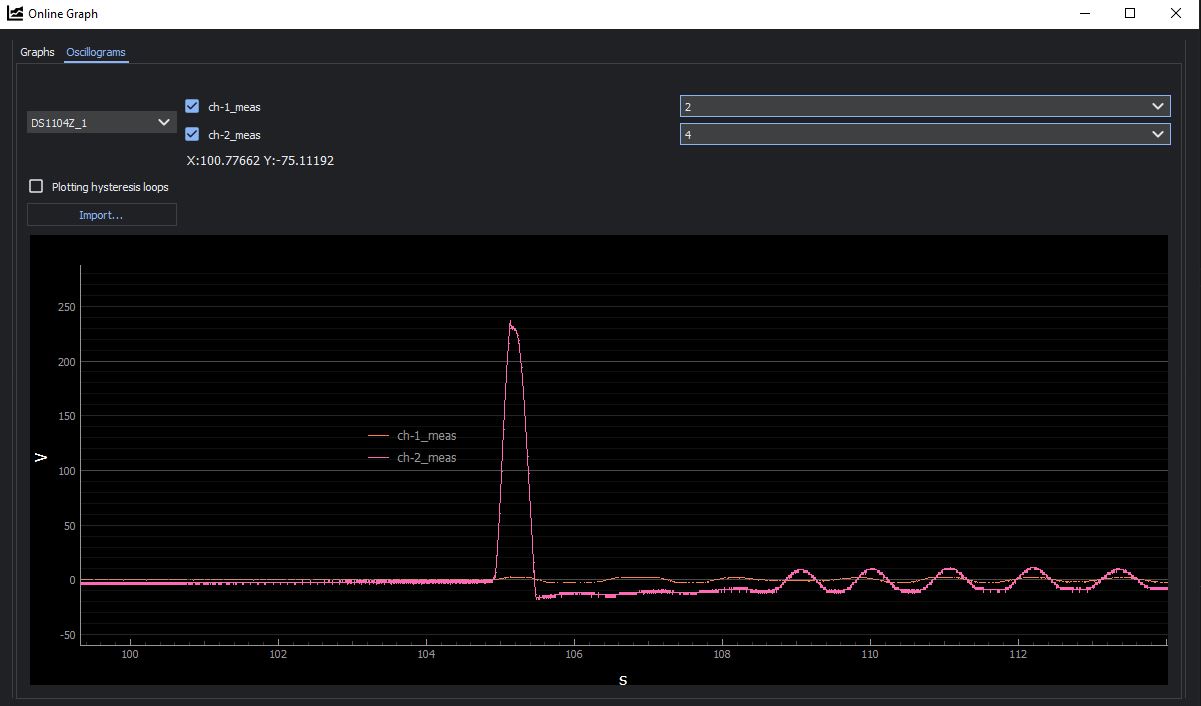 Online Graph
Graphs Oscillograms
ch-1_meas 2
DS1104Z_1
ch-2_meas 4
X:100.77662 Y:-75.11192
Plotting hysteresis loops
Import...
250
200
150
ch-1_meas
ch-2_meas
V
100
50
0
-50
100 102 104 106 108 110 112
S